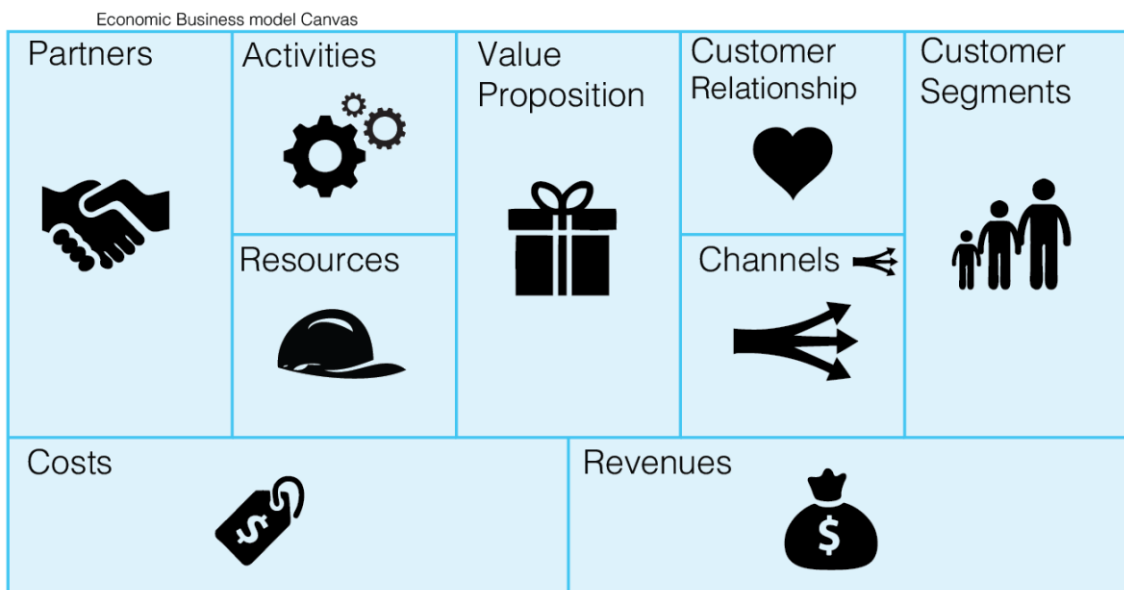 Economic Business model Canvas
Partners
Activities
Resources
Value
Proposition
Customer
Relationship
Channels
Customer
Segments
Costs
$
Revenues
$